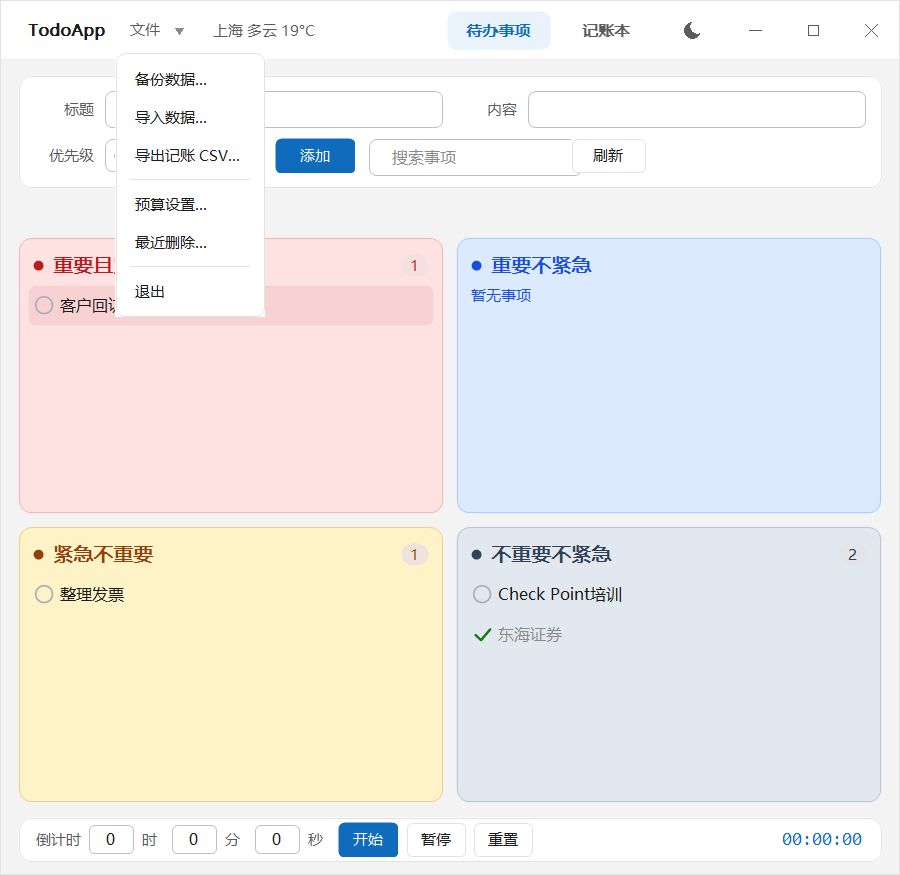 TodoApp 文件 上海 多云 19°C 待办事项 记账本
备份数据...
导入数据...
导出记账 CSV...
预算设置...
最近删除...
退出
标题 内容
优先级 添加 搜索事项 刷新
重要且 1
客户回
重要不紧急
暂无事项
紧急不重要 1
整理发票
不重要不紧急 2
Check Point培训
东海证券
倒计时 0 时 0 分 0 秒 开始 暂停 重置 00:00:00